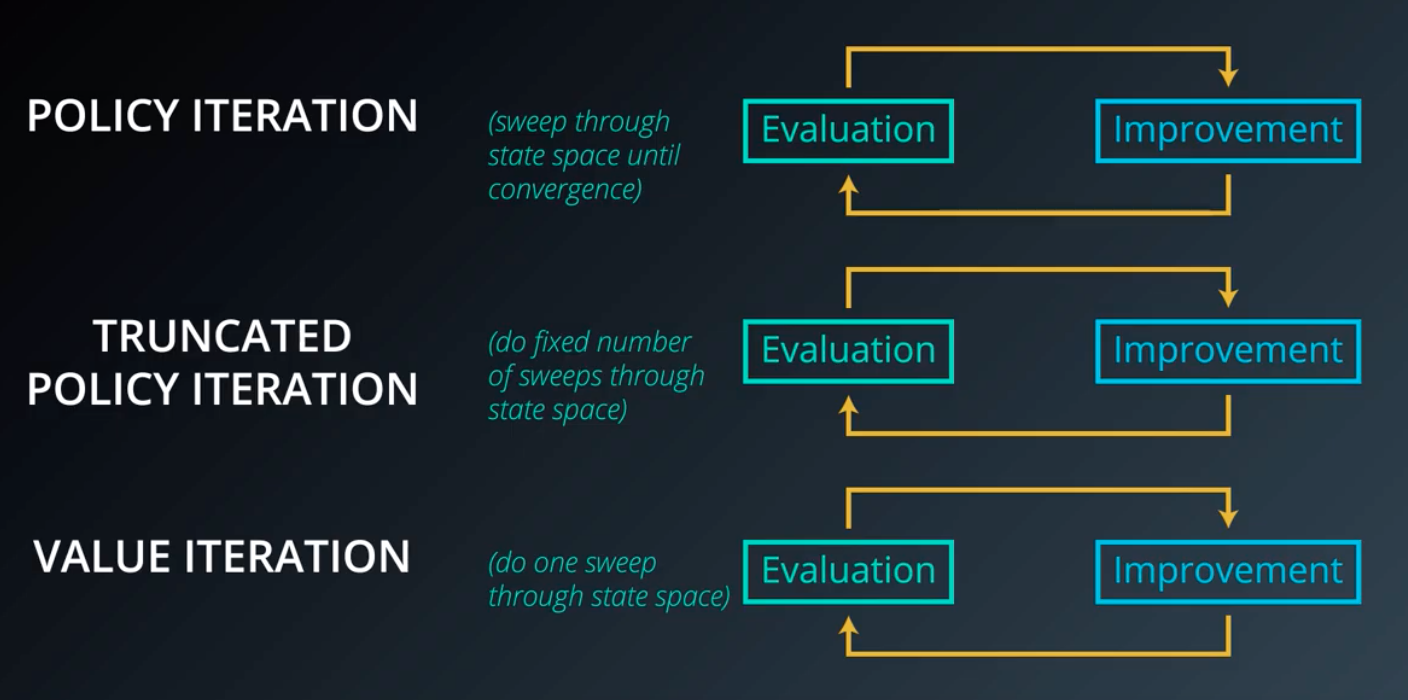 POLICY ITERATION
(sweep through
state space until
convergence)
Evaluation
Improvement
TRUNCATED
POLICY ITERATION
(do fixed number
of sweeps through
state space)
Evaluation
Improvement
VALUE ITERATION
(do one sweep
through state space)
Evaluation
Improvement